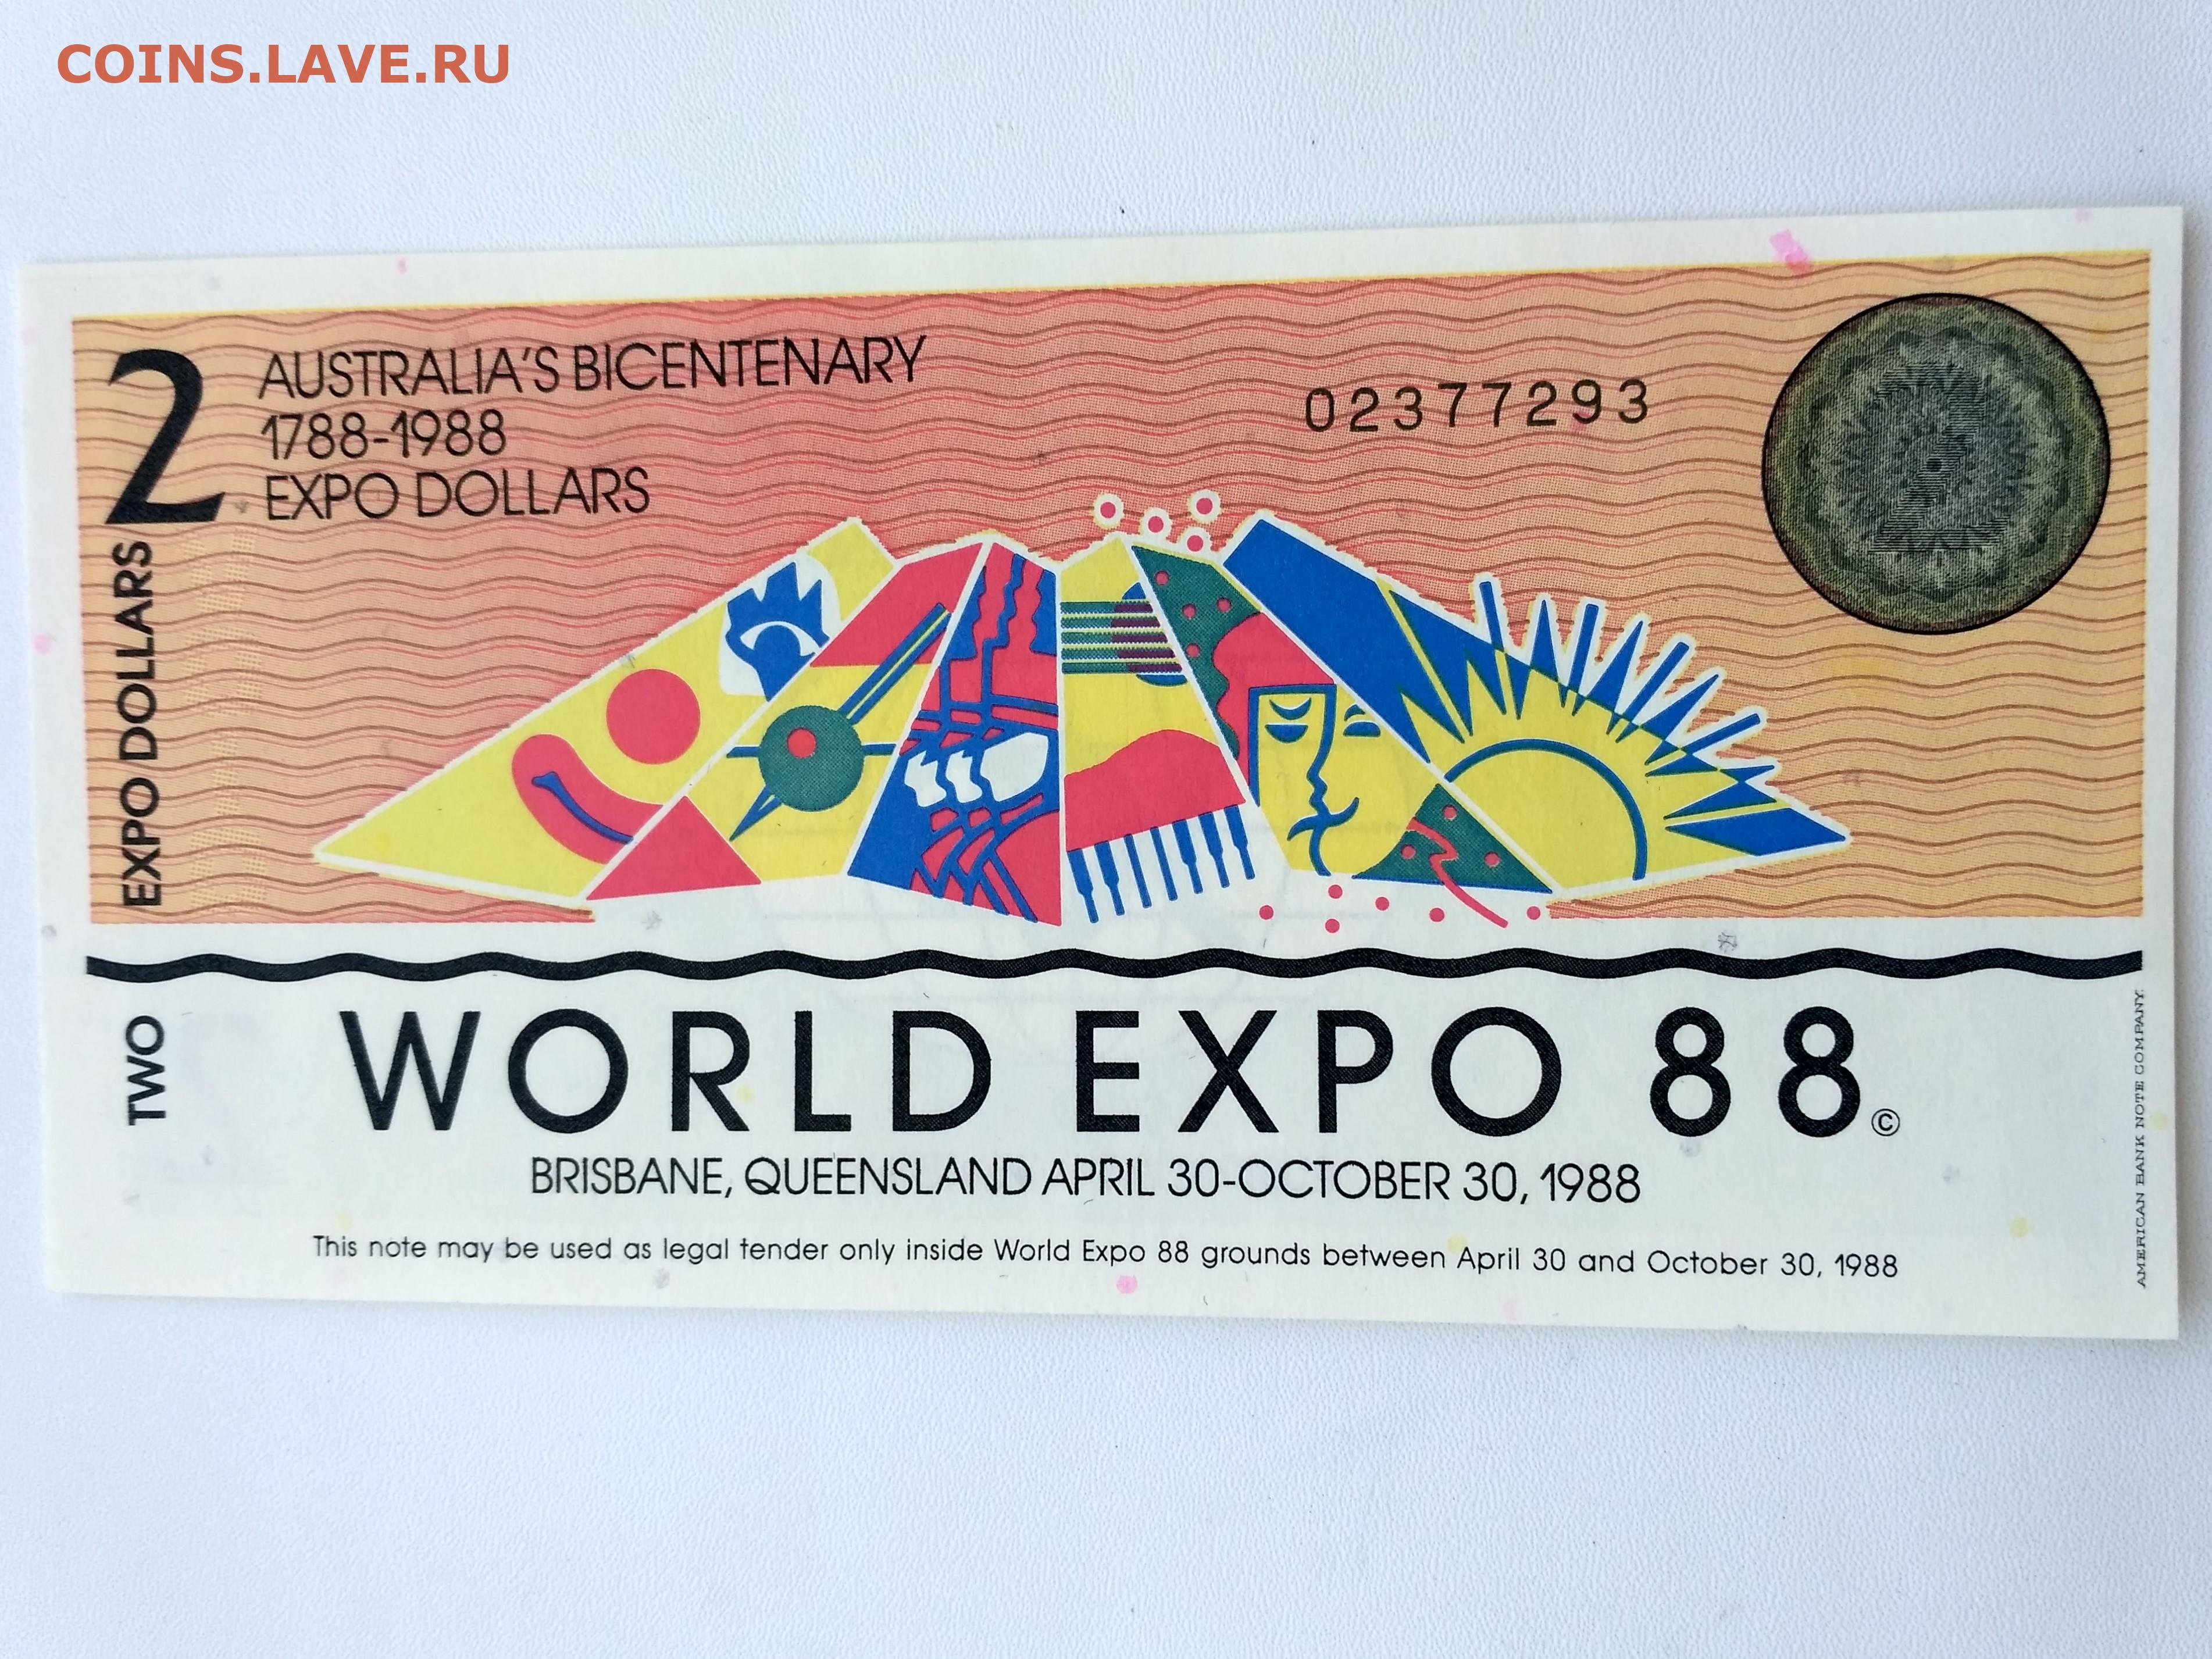 COINS.LAVE.RU
2
AUSTRALIA'S BICENTENARY
1788-1988
EXPO DOLLARS
02377293
TWO EXPO DOLLARS
WORLD EXPO 88©
BRISBANE, QUEENSLAND APRIL 30-OCTOBER 30, 1988
This note may be used as legal tender only inside World Expo 88 grounds between April 30 and October 30, 1988
AMERICAN BANK NOTE COMPANY.